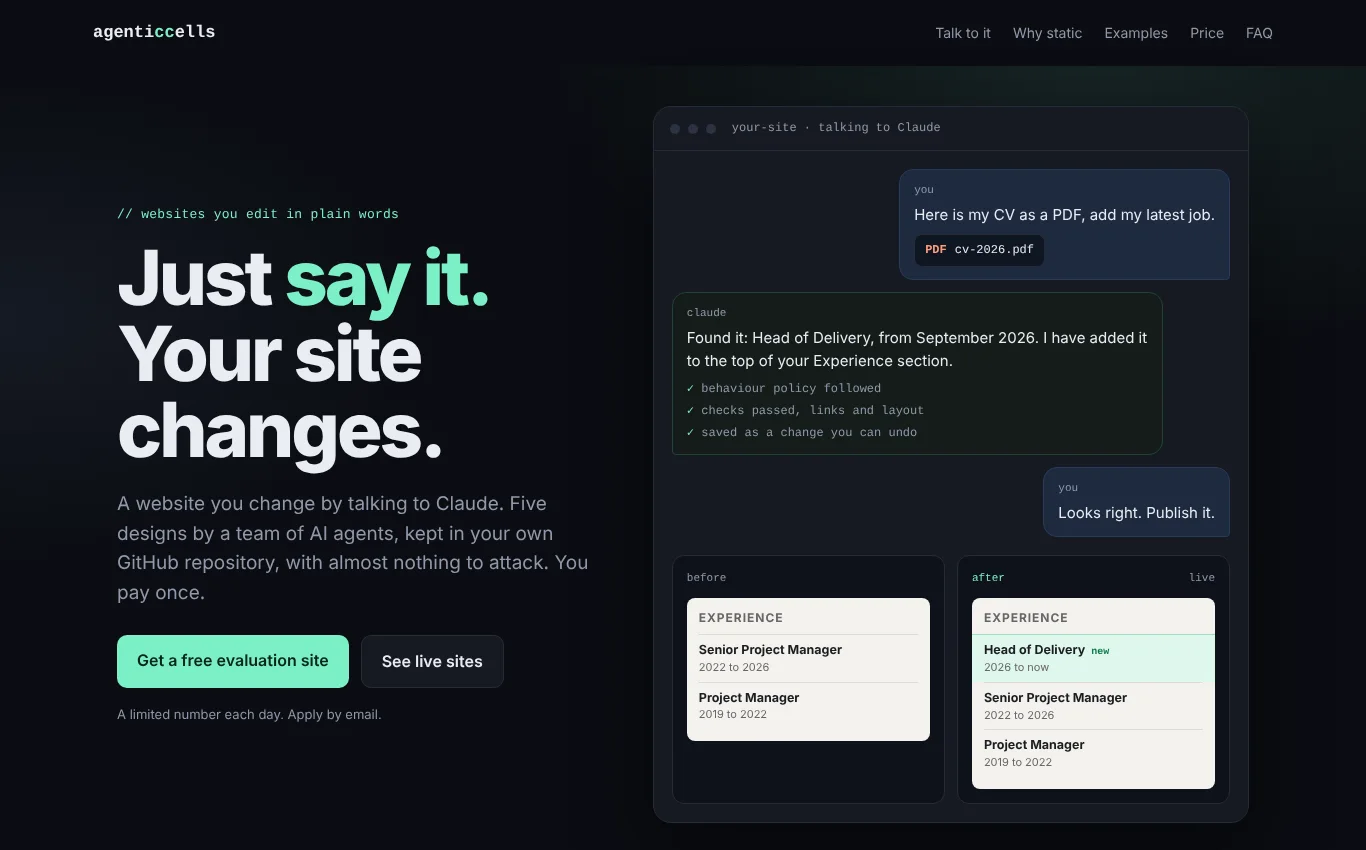 agenticcells
Talk to it
Why static
Examples
Price
FAQ
// websites you edit in plain words
Just say it.
Your site
changes.
A website you change by talking to Claude. Five
designs by a team of AI agents, kept in your own
GitHub repository, with almost nothing to attack. You
pay once.
Get a free evaluation site
See live sites
A limited number each day. Apply by email.
your-site · talking to Claude
you
Here is my CV as a PDF, add my latest job.
PDF cv-2026.pdf
claude
Found it: Head of Delivery, from September 2026. I have added it
to the top of your Experience section.
✓ behaviour policy followed
✓ checks passed, links and layout
✓ saved as a change you can undo
you
Looks right. Publish it.
before
EXPERIENCE
Senior Project Manager
2022 to 2026
Project Manager
2019 to 2022
after
live
EXPERIENCE
Head of Delivery new
2026 to now
Senior Project Manager
2022 to 2026
Project Manager
2019 to 2022